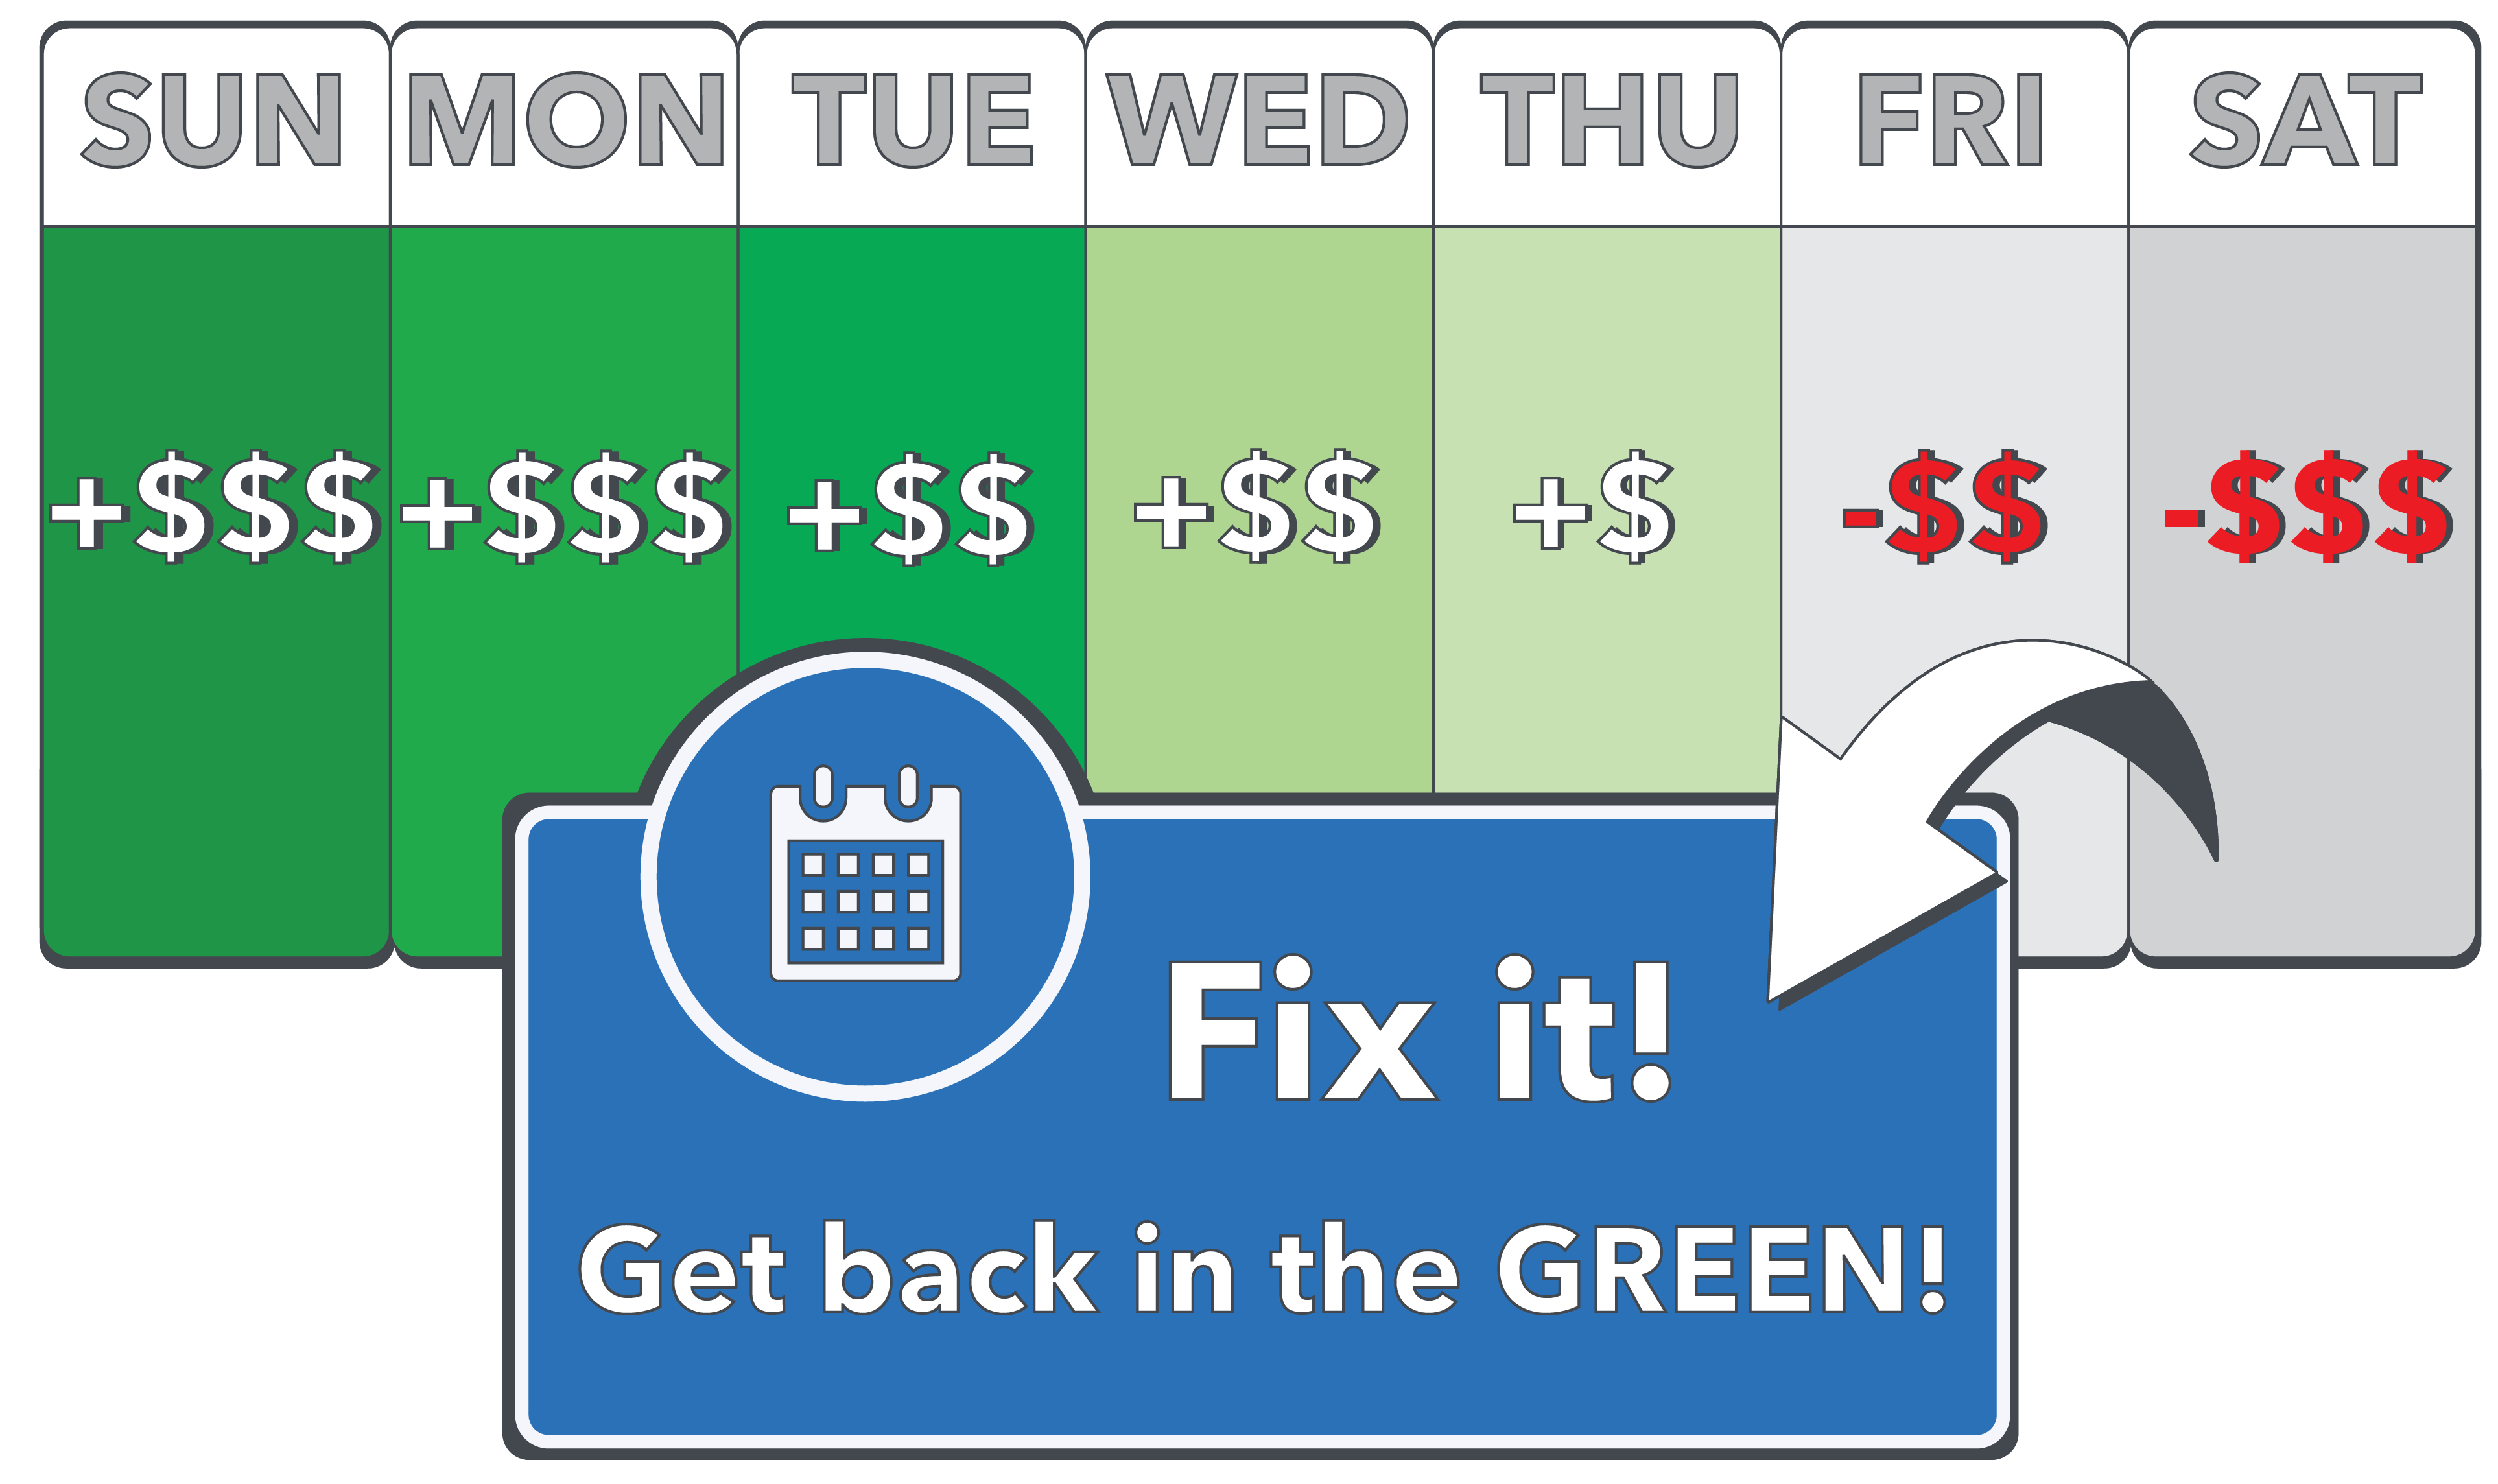 SUN MON TUE WED THU FRI SAT
+$$$ +$$$ +$$ +$$ +$ -$$ -$$$
Fix it!
Get back in the GREEN!